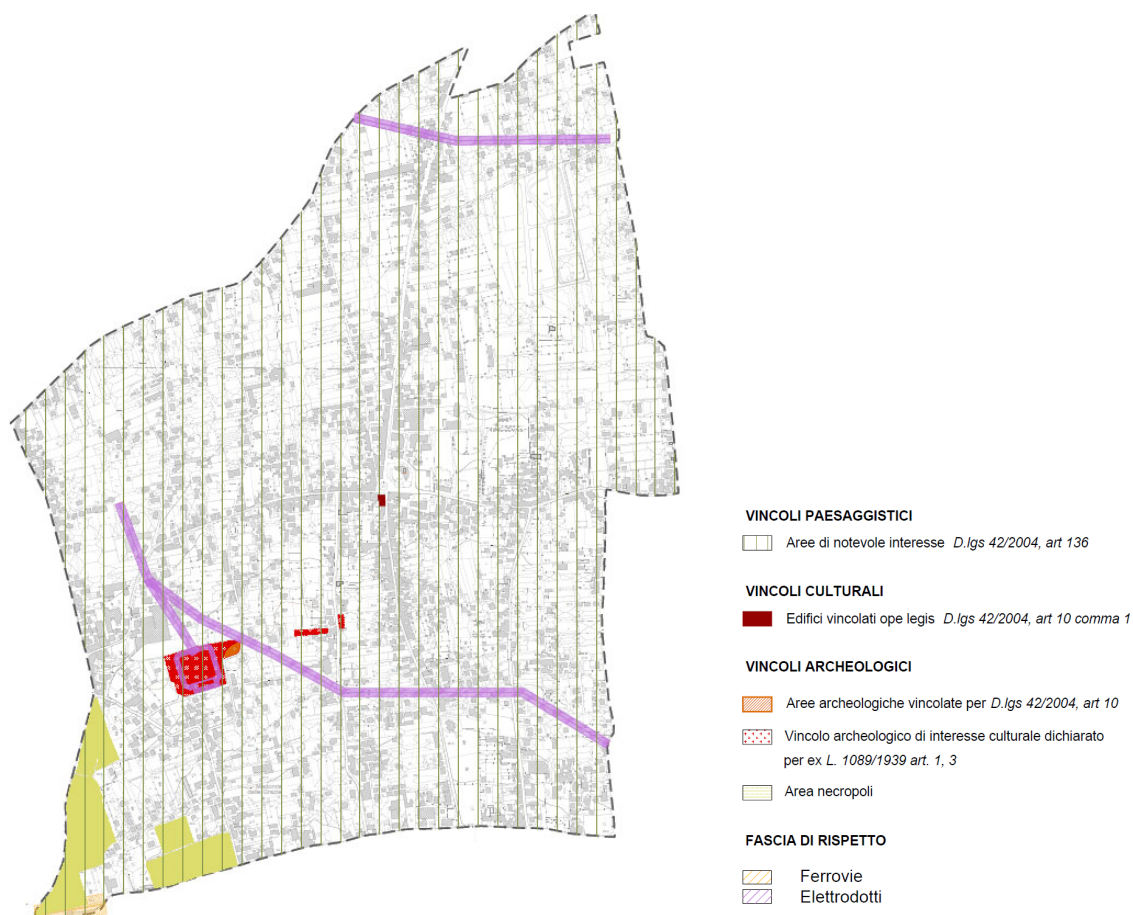 VINCOLI PAESAGGISTICI
Aree di notevole interesse D.lgs 42/2004, art 136
VINCOLI CULTURALI
Edifici vincolati ope legis D.lgs 42/2004, art 10 comma 1
VINCOLI ARCHEOLOGICI
Aree archeologiche vincolate per D.lgs 42/2004, art 10
Vincolo archeologico di interesse culturale dichiarato
per ex L. 1089/1939 art. 1, 3
Area necropoli
FASCIA DI RISPETTO
Ferrovie
Elettrodotti